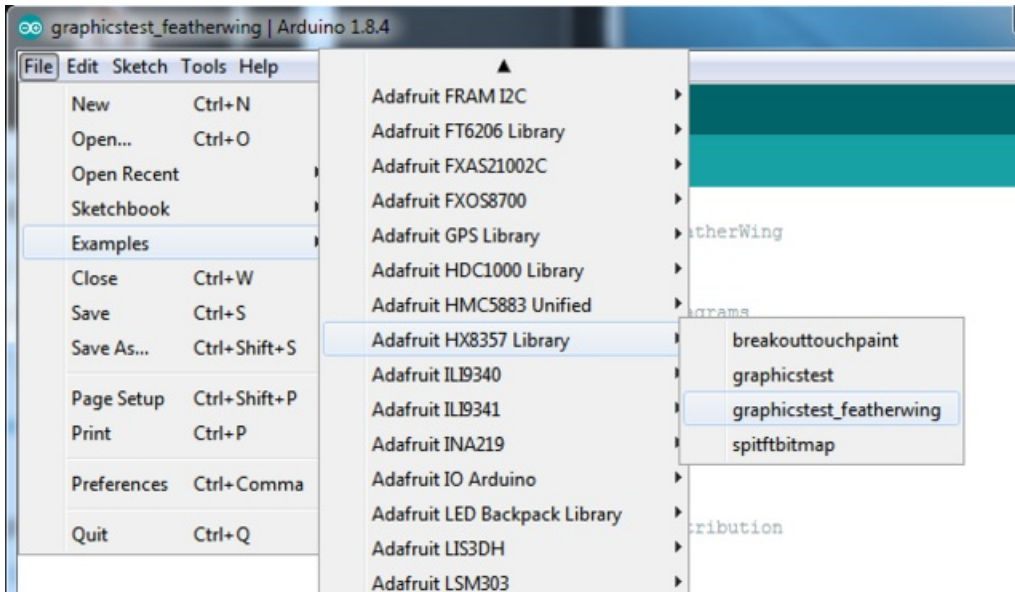 graphicstest_featherwing | Arduino 1.8.4
File Edit Sketch Tools Help
New Ctrl+N
Open... Ctrl+O
Open Recent
Sketchbook
Examples
Close Ctrl+W
Save Ctrl+S
Save As... Ctrl+Shift+S
Page Setup Ctrl+Shift+P
Print Ctrl+P
Preferences Ctrl+Comma
Quit Ctrl+Q
Adafruit FRAM I2C
Adafruit FT6206 Library
Adafruit FXAS21002C
Adafruit FXOS8700
Adafruit GPS Library
Adafruit HDC1000 Library
Adafruit HMC5883 Unified
Adafruit HX8357 Library
Adafruit ILI9340
Adafruit ILI9341
Adafruit INA219
Adafruit IO Arduino
Adafruit LED Backpack Library
Adafruit LIS3DH
Adafruit LSM303
breakouttouchpaint
graphicstest
graphicstest_featherwing
spitftbitmap
atherWing
agrams
tribution